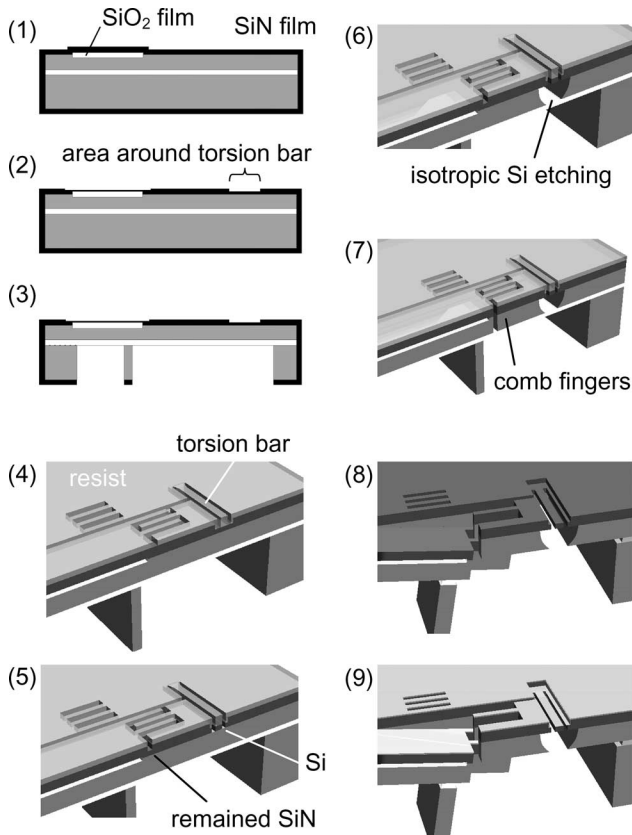 (1)
SiO₂ film
SiN film
(2)
area around torsion bar
(3)
(4)
resist
torsion bar
(5)
Si
remained SiN
(6)
isotropic Si etching
(7)
comb fingers
(8)
(9)